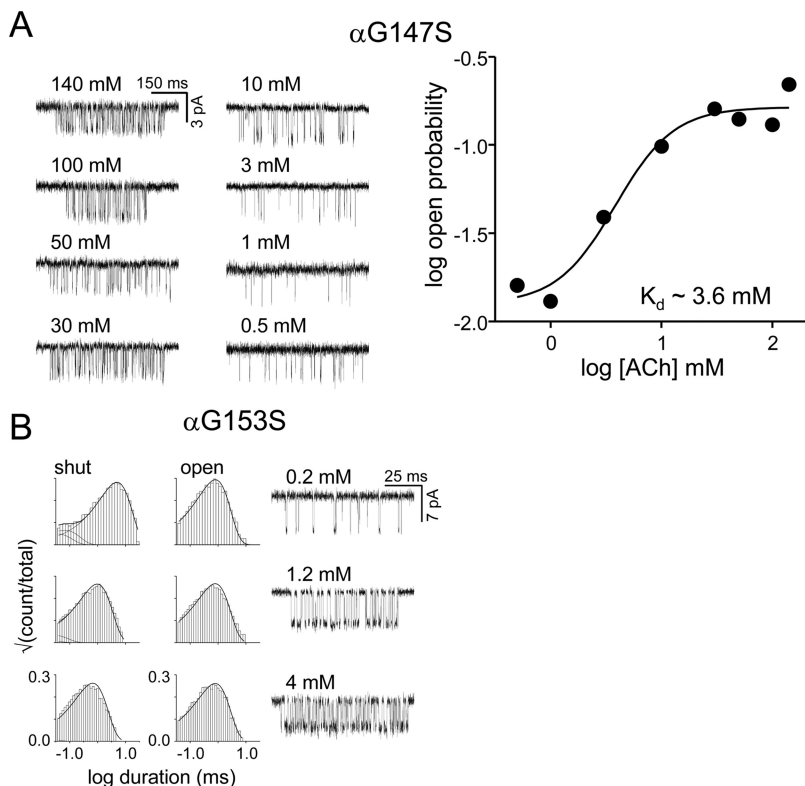 A
αG147S
140 mM
150 ms
3 pA
10 mM
100 mM
3 mM
50 mM
1 mM
30 mM
0.5 mM
log open probability
-0.5
-1.0
-1.5
-2.0
Kd ~ 3.6 mM
0 1 2
log [ACh] mM
B
αG153S
shut open
0.2 mM
25 ms
7 pA
1.2 mM
4 mM
√(count/total)
0.3 0.3
0.0 0.0
-1.0 1.0 -1.0 1.0
log duration (ms)